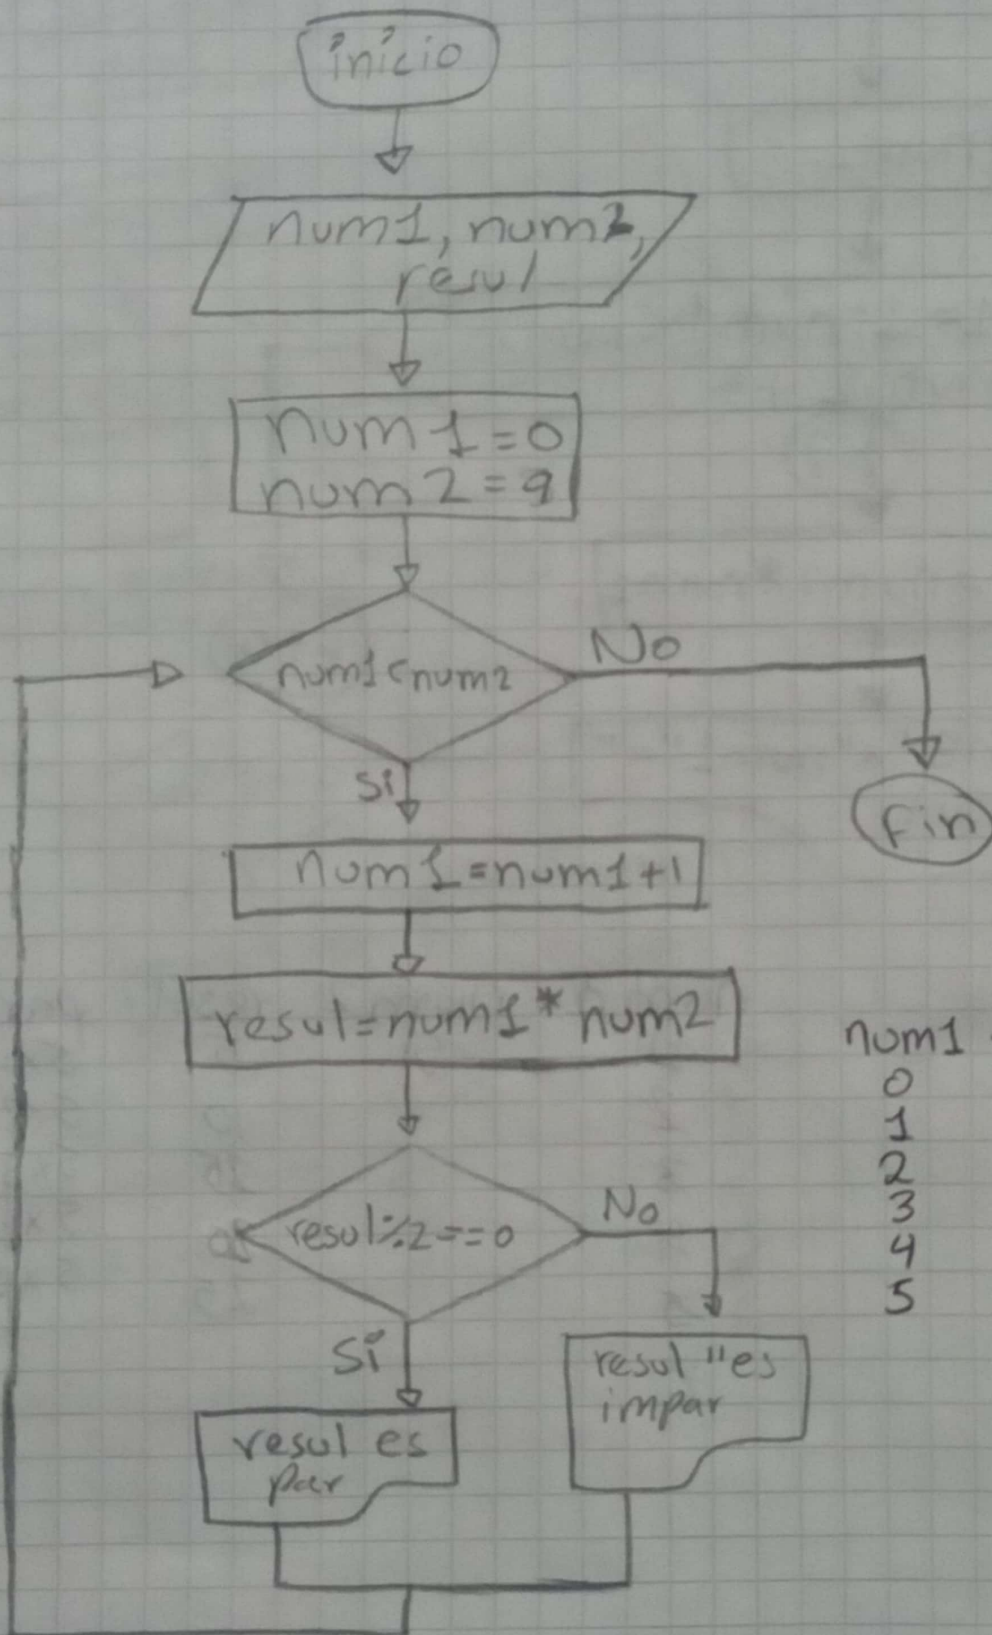 inicio
num1, num2,
resul
num1=0
num2=9
num1<num2
No
Si
fin
num1=num1+1
resul=num1*num2
resul%2==0
No
Si
resul "es
impar
resul es
par
num1
0
1
2
3
4
5